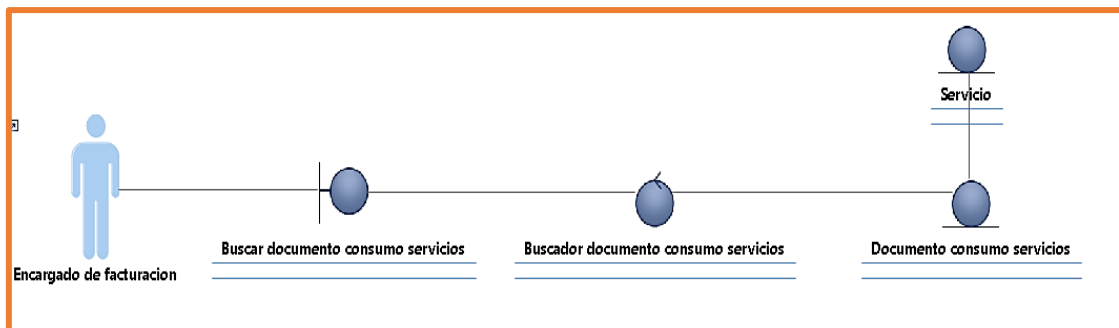 Servicio
Buscar documento consumo servicios
Buscador documento consumo servicios
Documento consumo servicios
Encargado de facturacion